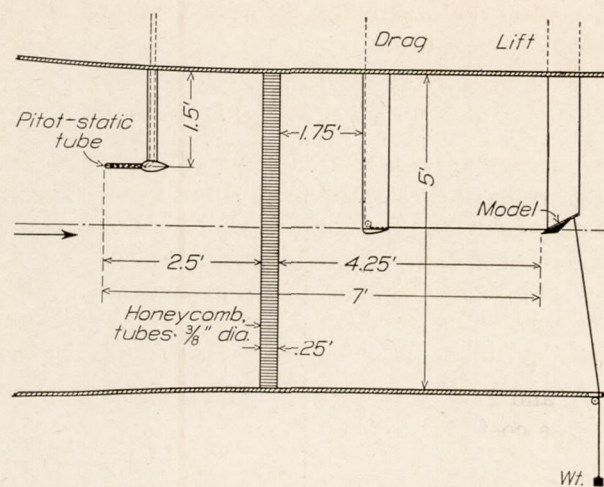 Drag
Lift
Pitot-static
tube
1.5'
1.75'
5'
Model
2.5'
4.25'
7'
Honeycomb,
tubes· ⅜" dia.
.25'
Wt.